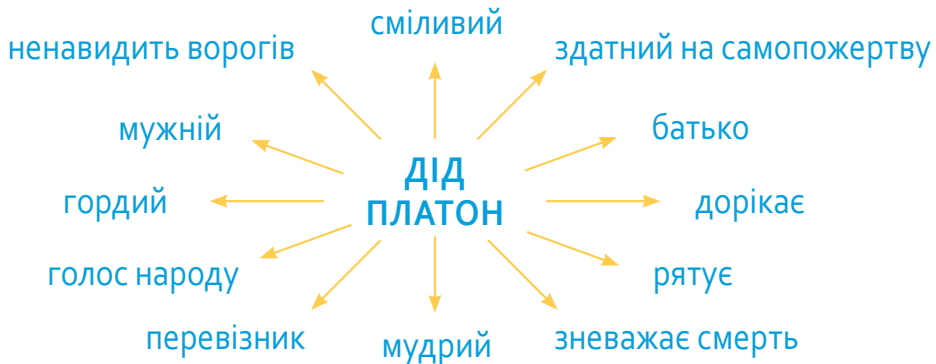 сміливий
ненавидить ворогів
здатний на самопожертву
мужній
батько
ДІД
ПЛАТОН
гордий
дорікає
голос народу
рятує
перевізник
мудрий
зневажає смерть